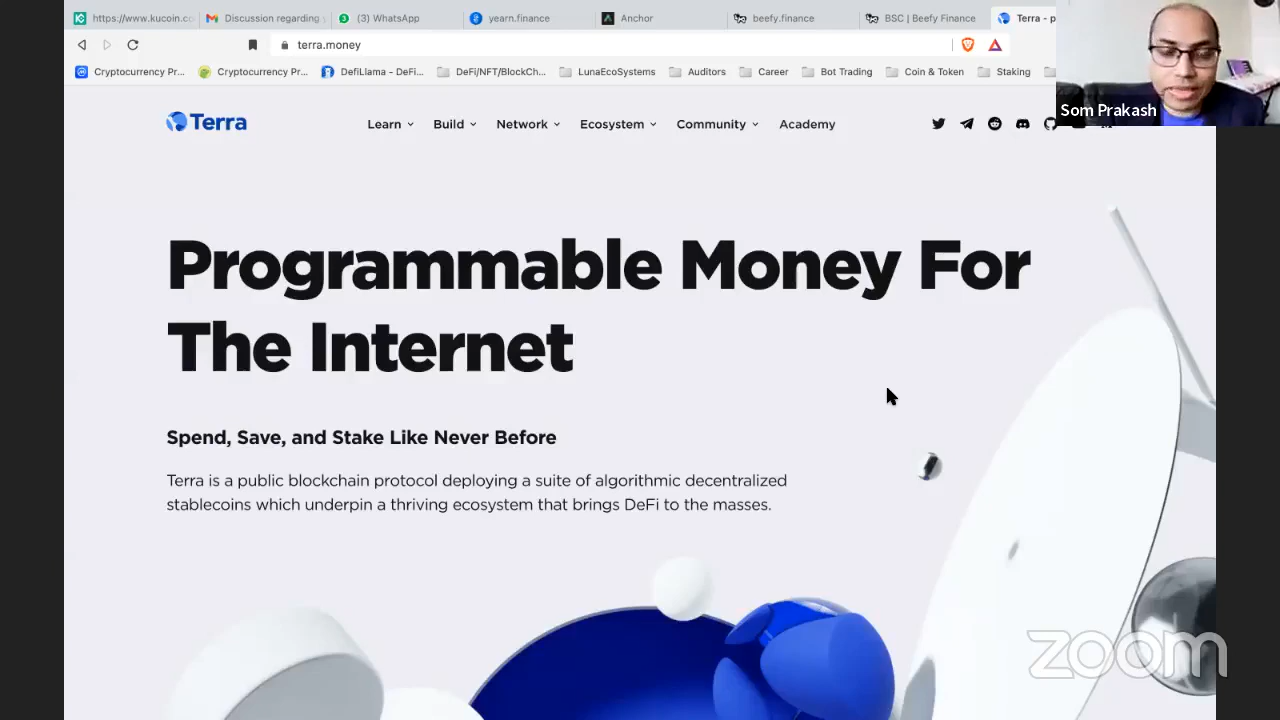 https://www.kucoin.cc
Discussion regarding
(3) WhatsApp
yearn.finance
Anchor
beefy.finance
BSC | Beefy Finance
Terra - p
terra.money
Cryptocurrency Pr...
Cryptocurrency Pr...
DefiLlama - DeFi...
DeFi/NFT/BlockCh...
LunaEcoSystems
Auditors
Career
Bot Trading
Coin & Token
Staking
Som Prakash
Terra
Learn
Build
Network
Ecosystem
Community
Academy
Programmable Money For
The Internet
Spend, Save, and Stake Like Never Before
Terra is a public blockchain protocol deploying a suite of algorithmic decentralized
stablecoins which underpin a thriving ecosystem that brings DeFi to the masses.
zoom